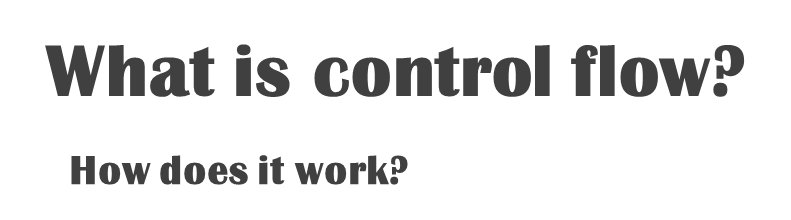 What is control flow?
How does it work?